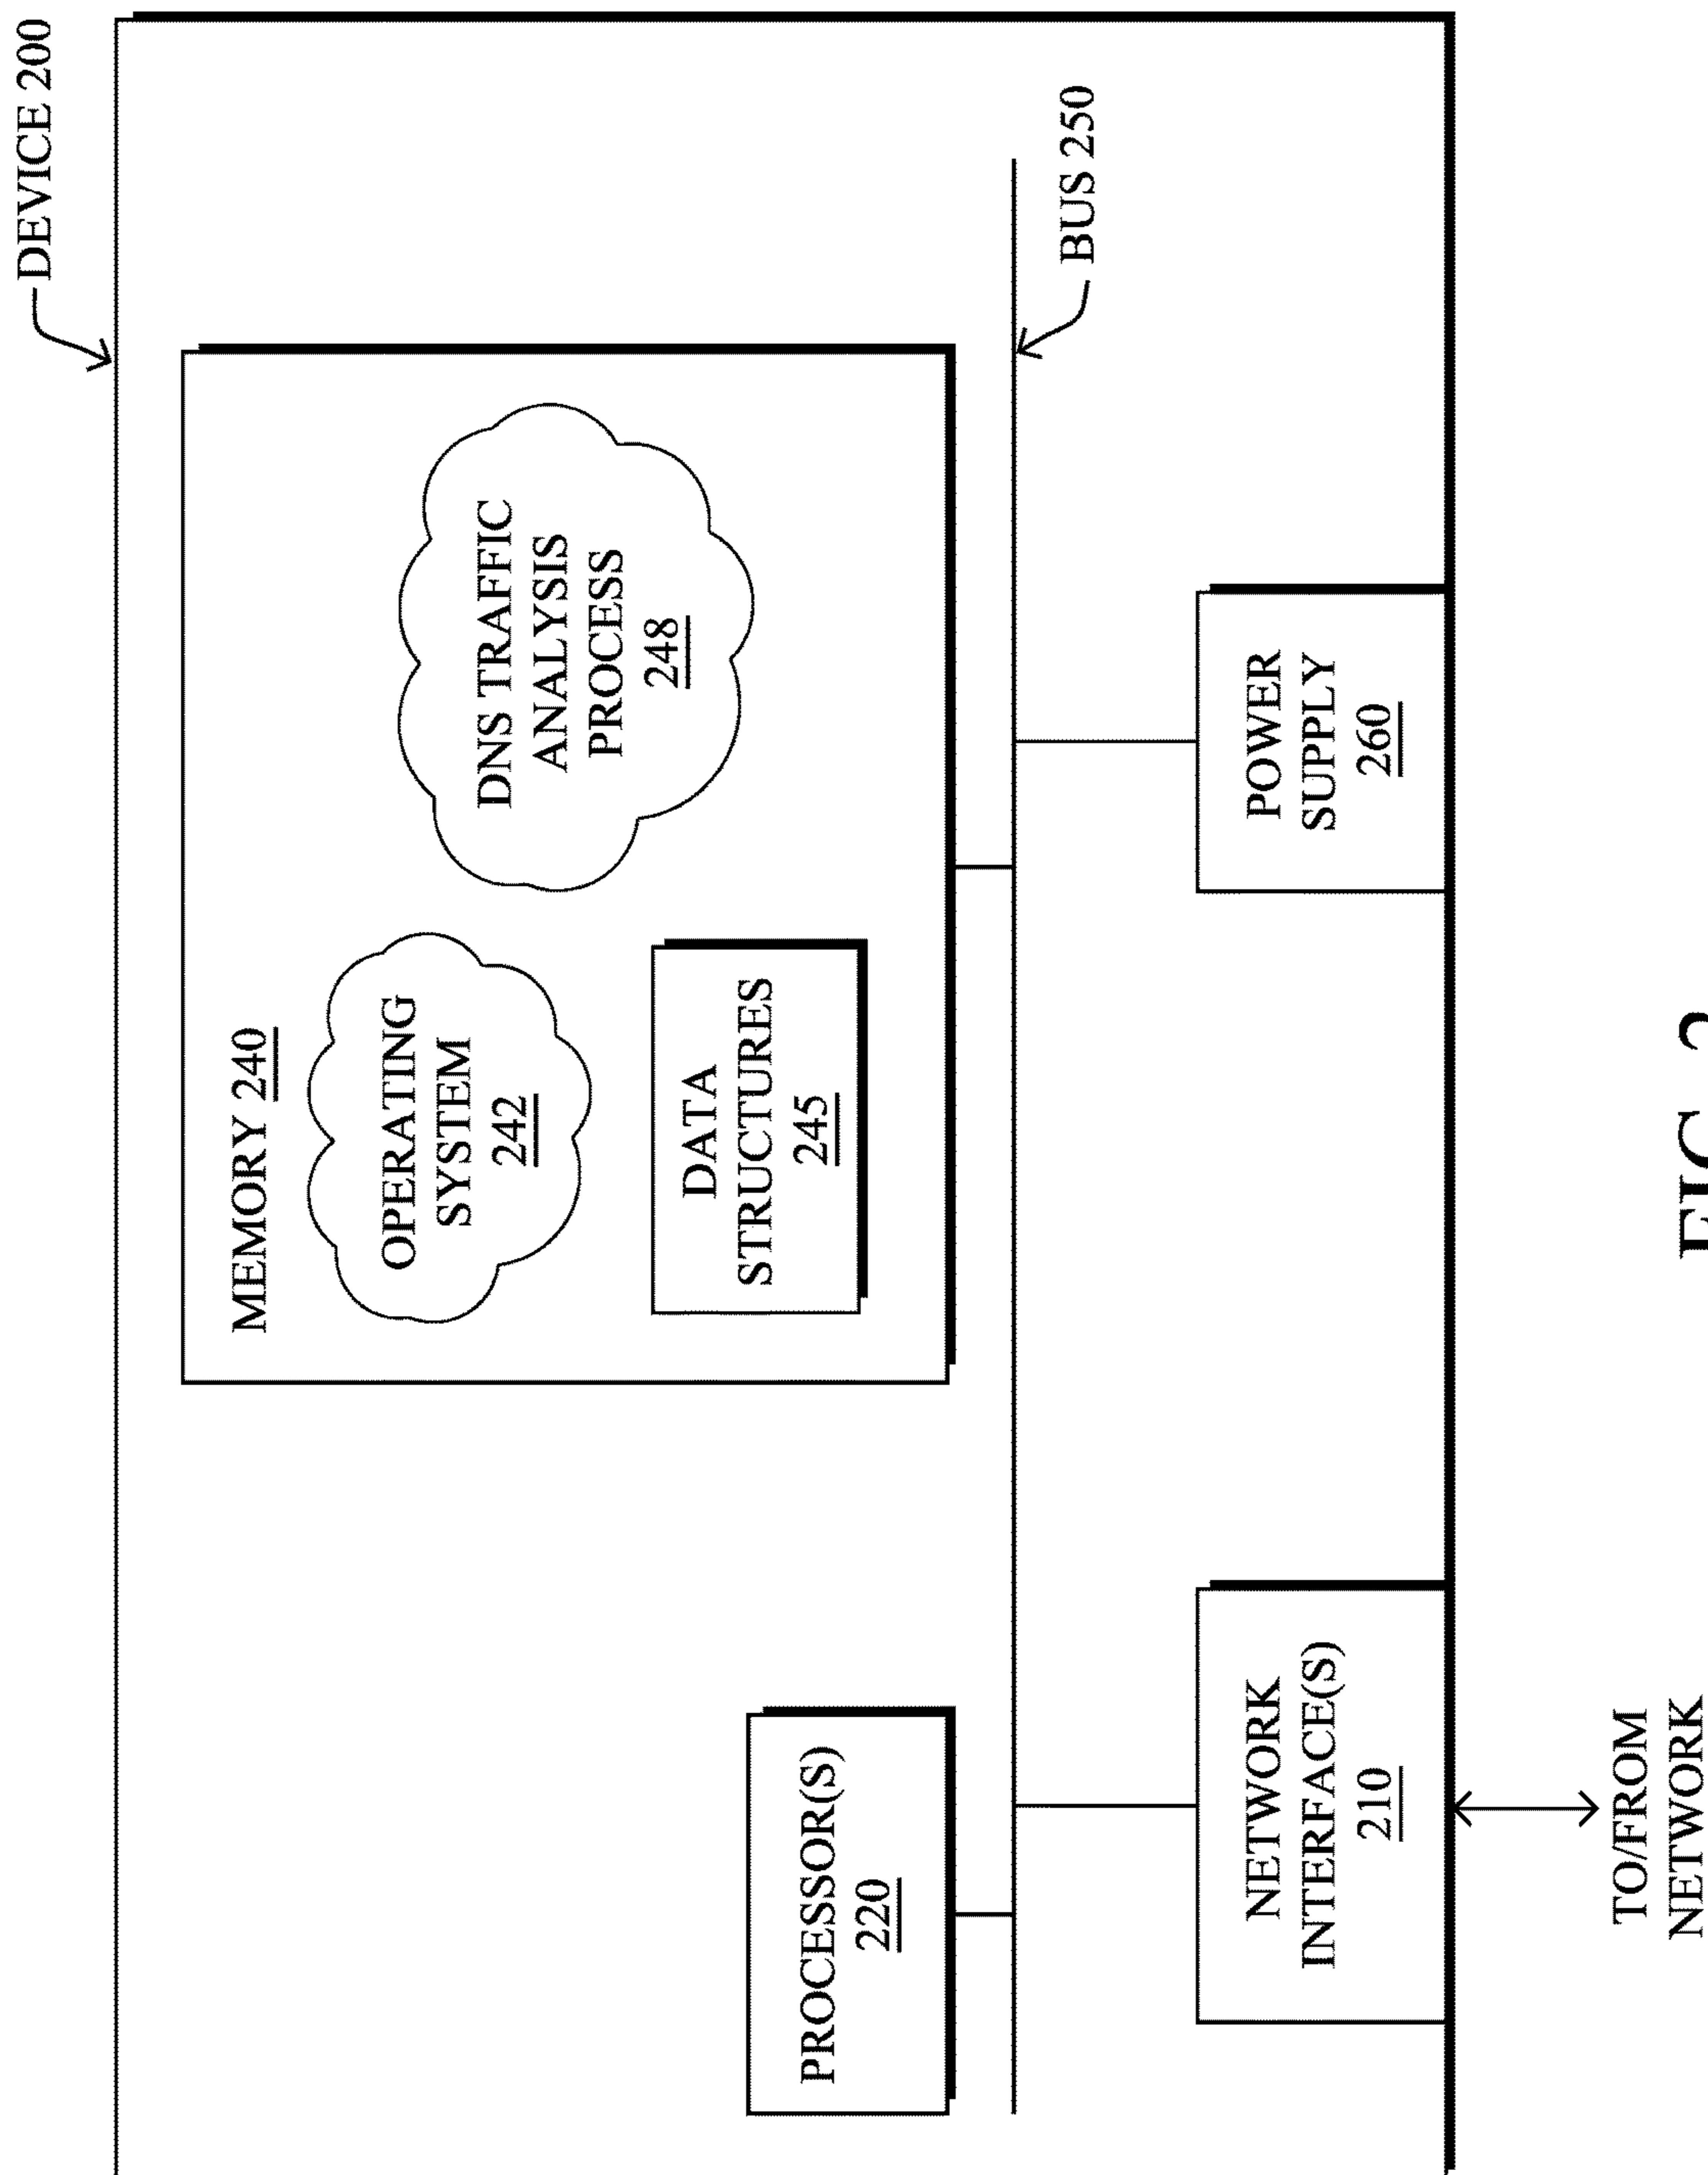 DEVICE 200
MEMORY 240
OPERATING
SYSTEM
242
DNS TRAFFIC
ANALYSIS
PROCESS
248
DATA
STRUCTURES
245
PROCESSOR(S)
220
BUS 250
NETWORK
INTERFACE(S)
210
POWER
SUPPLY
260
TO/FROM
NETWORK
FIG. 2